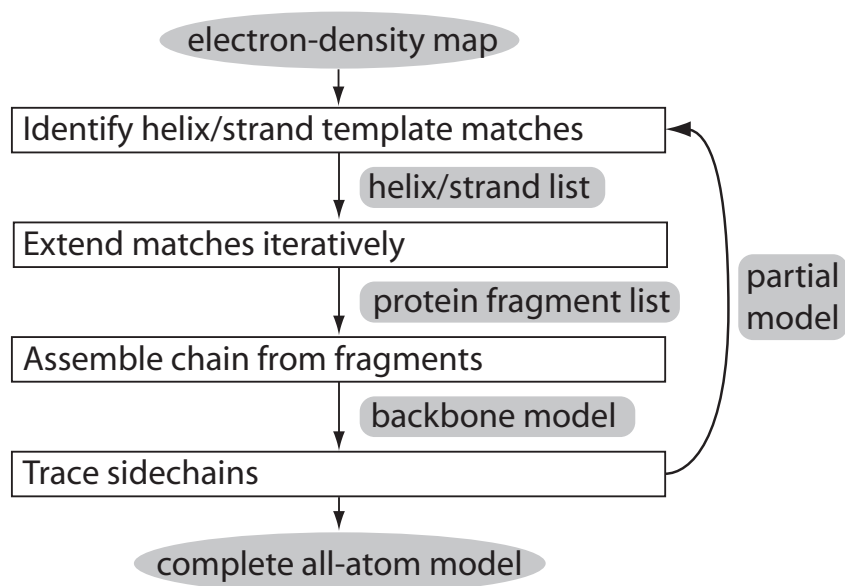 electron-density map
Identify helix/strand template matches
helix/strand list
Extend matches iteratively
protein fragment list
partial
model
Assemble chain from fragments
backbone model
Trace sidechains
complete all-atom model